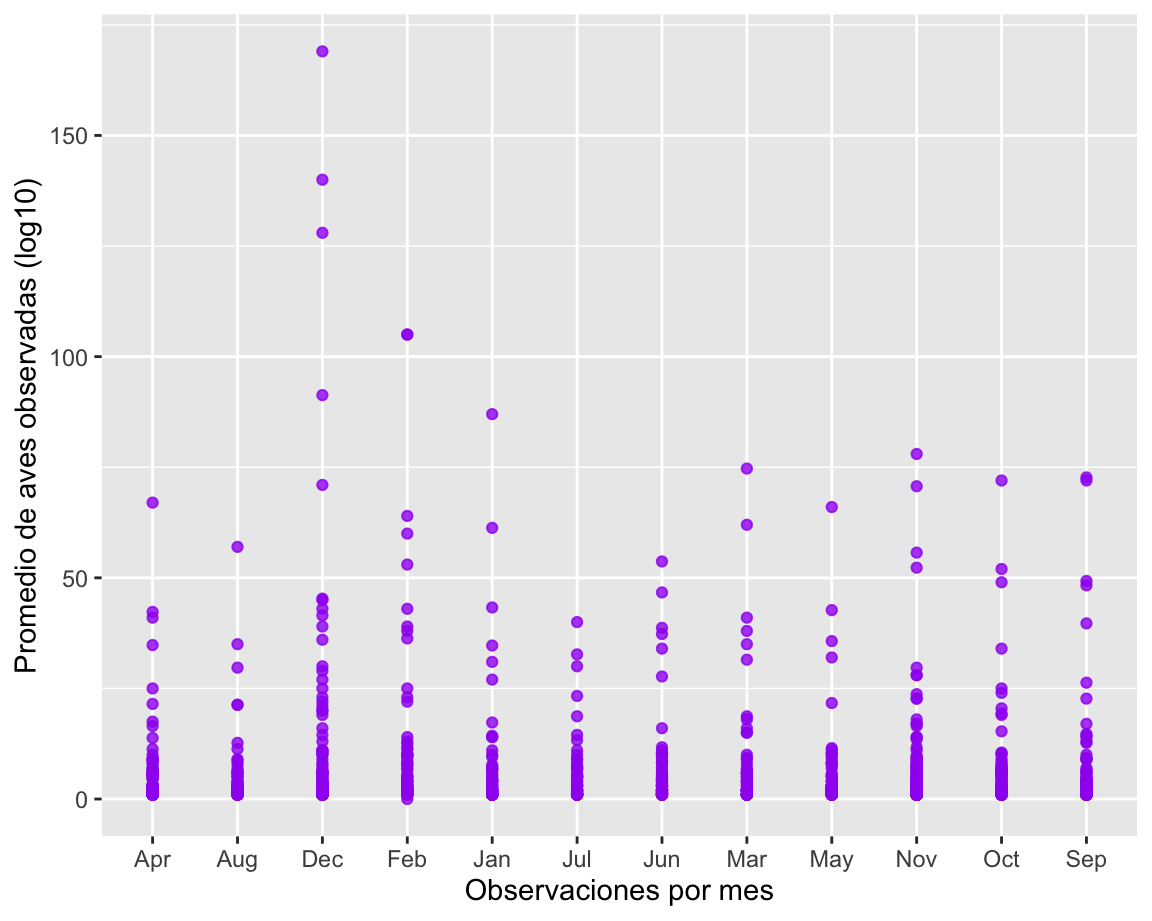 Promedio de aves observadas (log10)
150
100
50
0
Apr Aug Dec Feb Jan Jul Jun Mar May Nov Oct Sep
Observaciones por mes